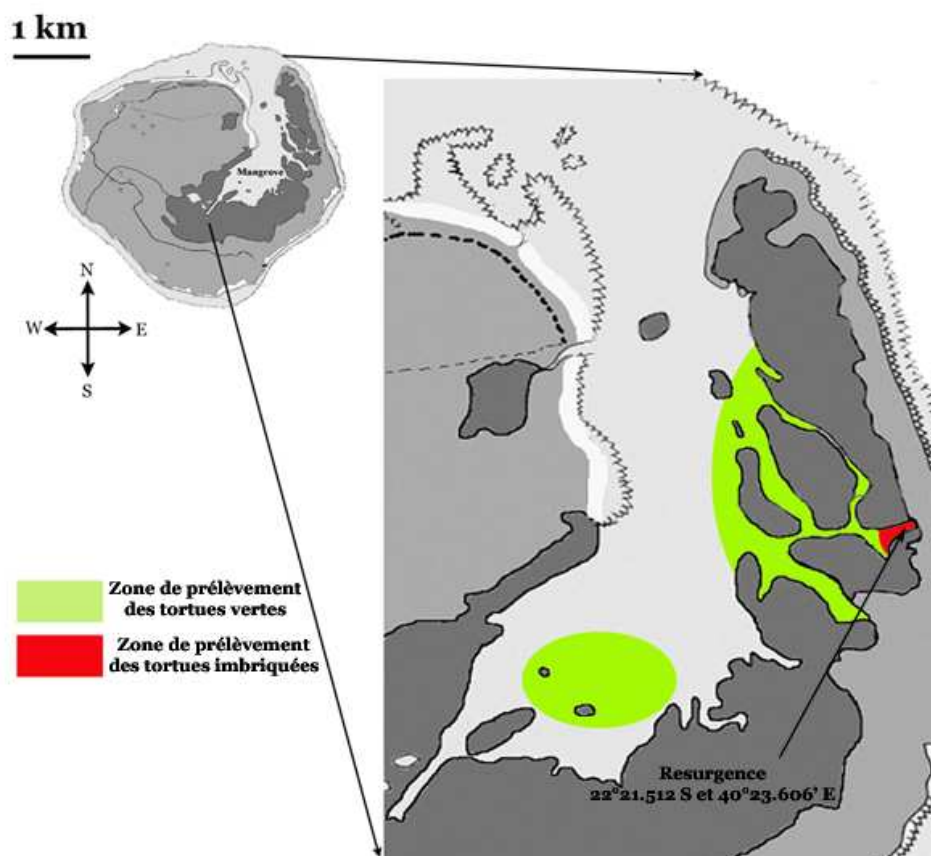 1 km
Mangrove
N
W
E
S
Zone de prélèvement
des tortues vertes
Zone de prélèvement
des tortues imbriquées
Resurgence
22°21.512 S et 40°23.606' E